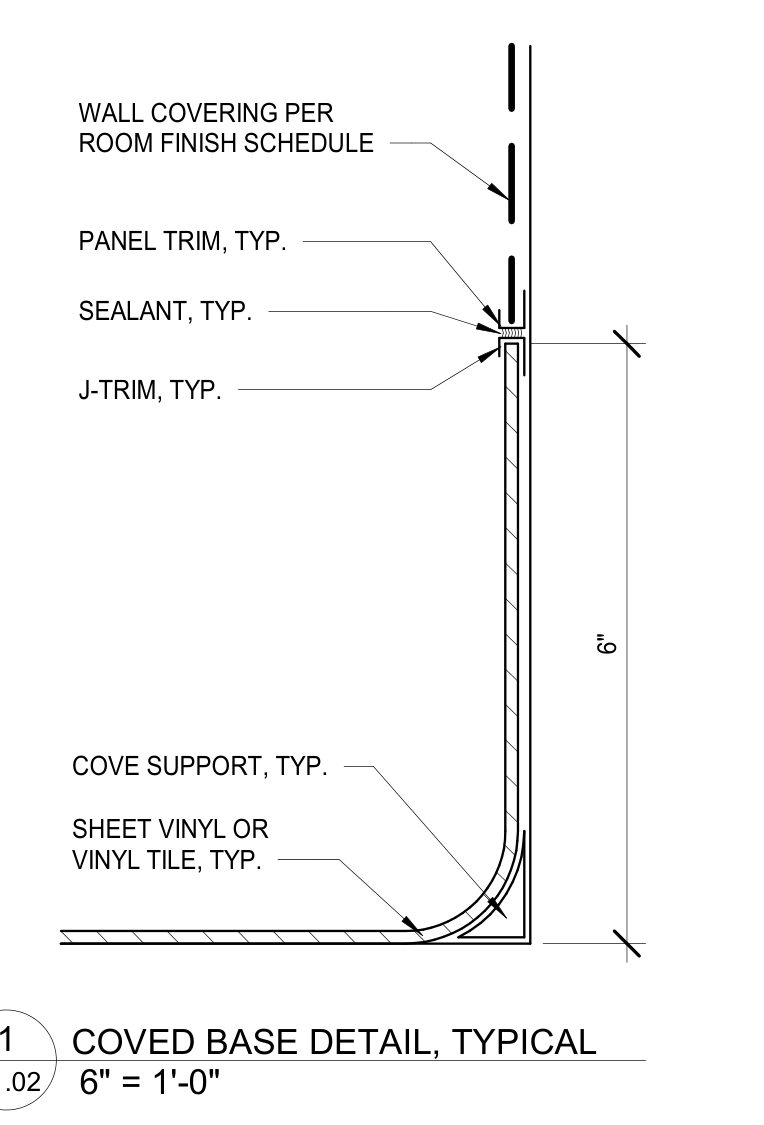 WALL COVERING PER
ROOM FINISH SCHEDULE
PANEL TRIM, TYP.
SEALANT, TYP.
J-TRIM, TYP.
6"
COVE SUPPORT, TYP.
SHEET VINYL OR
VINYL TILE, TYP.
1
.02
COVED BASE DETAIL, TYPICAL
6" = 1'-0"